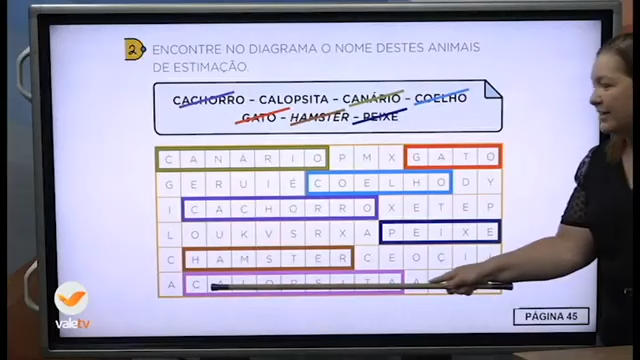 2 ENCONTRE NO DIAGRAMA O NOME DESTES ANIMAIS
DE ESTIMAÇÃO.
CACHORRO – CALOPSITA – CANÁRIO – COELHO
GATO – HAMSTER – PEIXE
C A N Á R I O P M X G A T O
G E R U I É C O E L H O D Y
I C A C H O R R O X E T E P
L O U K V S R X A P E I X E
C H A M S T E R C E O Ç
A C A L O P S I T A
PÁGINA 45
valetv